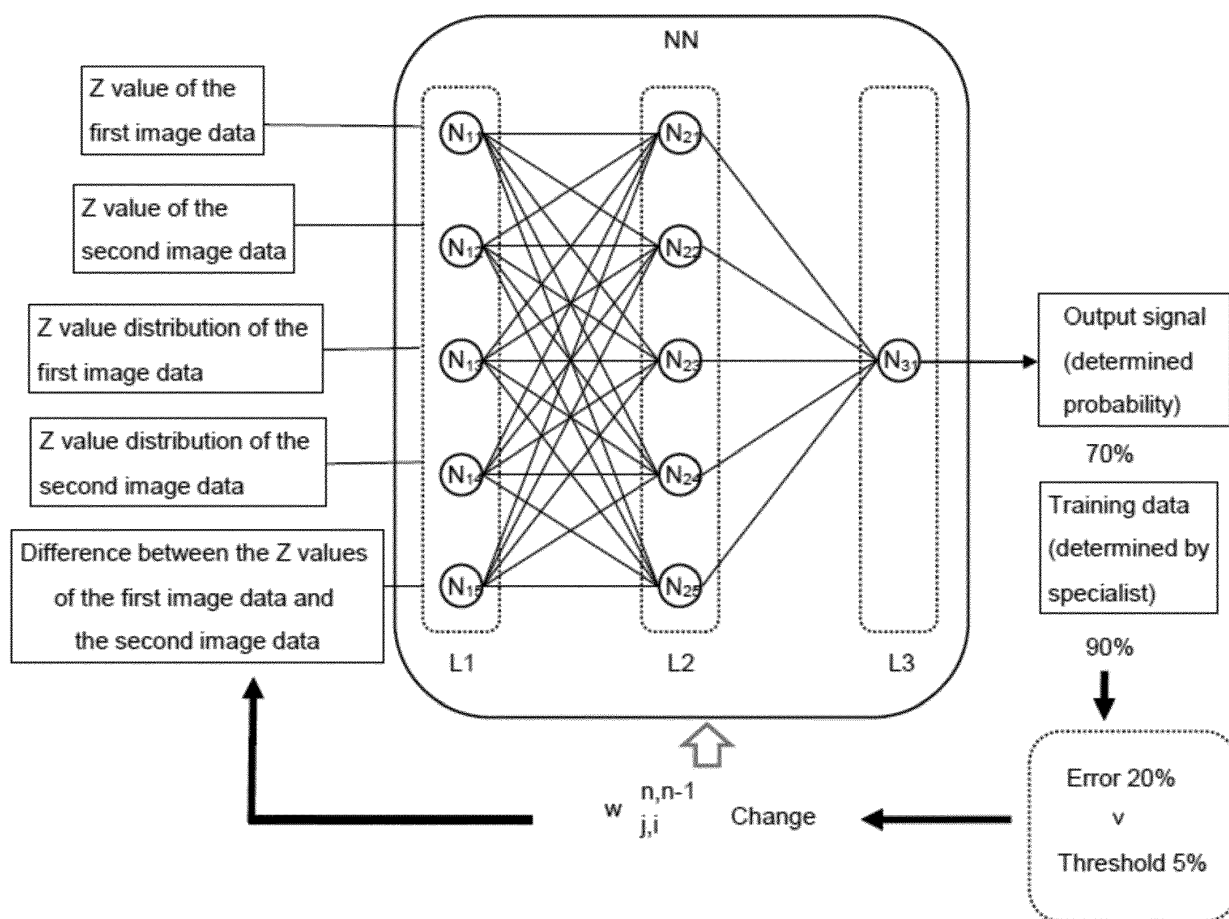 NN
Z value of the
first image data
Z value of the
second image data
Z value distribution of the
first image data
Z value distribution of the
second image data
Difference between the Z values
of the first image data and
the second image data
N11
N12
N13
N14
N15
L1
N21
N22
N23
N24
N25
L2
N31
L3
Output signal
(determined
probability)
70%
Training data
(determined by
specialist)
90%
Error 20%
v
Threshold 5%
w n,n-1 j,i Change